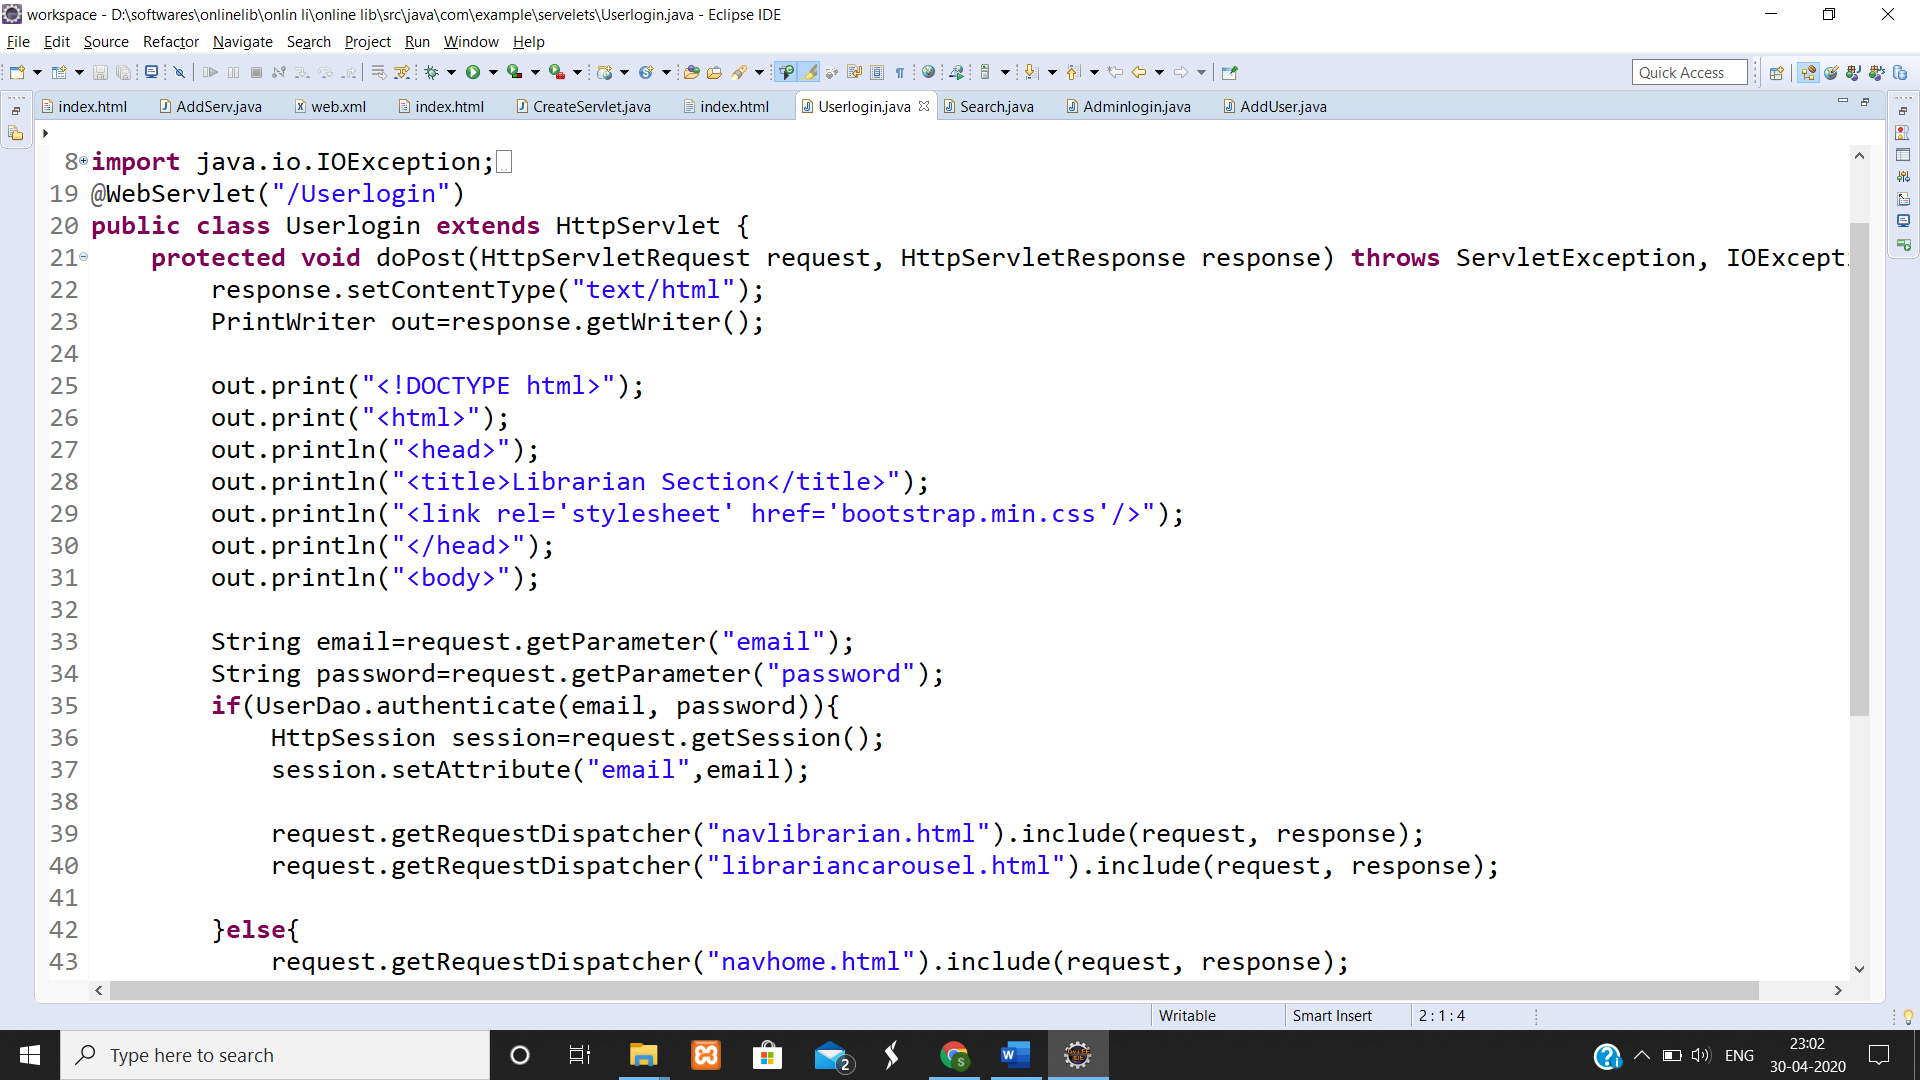 workspace - D:\softwares\onlinelib\onlin li\online lib\src\java\com\example\servelets\Userlogin.java - Eclipse IDE
File Edit Source Refactor Navigate Search Project Run Window Help
Quick Access
index.html AddServ.java web.xml index.html CreateServlet.java index.html Userlogin.java Search.java Adminlogin.java AddUser.java
8 import java.io.IOException;
19 @WebServlet("/Userlogin")
20 public class Userlogin extends HttpServlet {
21 protected void doPost(HttpServletRequest request, HttpServletResponse response) throws ServletException, IOExcepti
22 response.setContentType("text/html");
23 PrintWriter out=response.getWriter();
24
25 out.print("<!DOCTYPE html>");
26 out.print("<html>");
27 out.println("<head>");
28 out.println("<title>Librarian Section</title>");
29 out.println("<link rel='stylesheet' href='bootstrap.min.css'/>");
30 out.println("</head>");
31 out.println("<body>");
32
33 String email=request.getParameter("email");
34 String password=request.getParameter("password");
35 if(UserDao.authenticate(email, password)){
36 HttpSession session=request.getSession();
37 session.setAttribute("email",email);
38
39 request.getRequestDispatcher("navlibrarian.html").include(request, response);
40 request.getRequestDispatcher("librariancarousel.html").include(request, response);
41
42 }else{
43 request.getRequestDispatcher("navhome.html").include(request, response);
Writable Smart Insert 2 : 1 : 4
Type here to search
2
S
W
ENG
23:02
30-04-2020